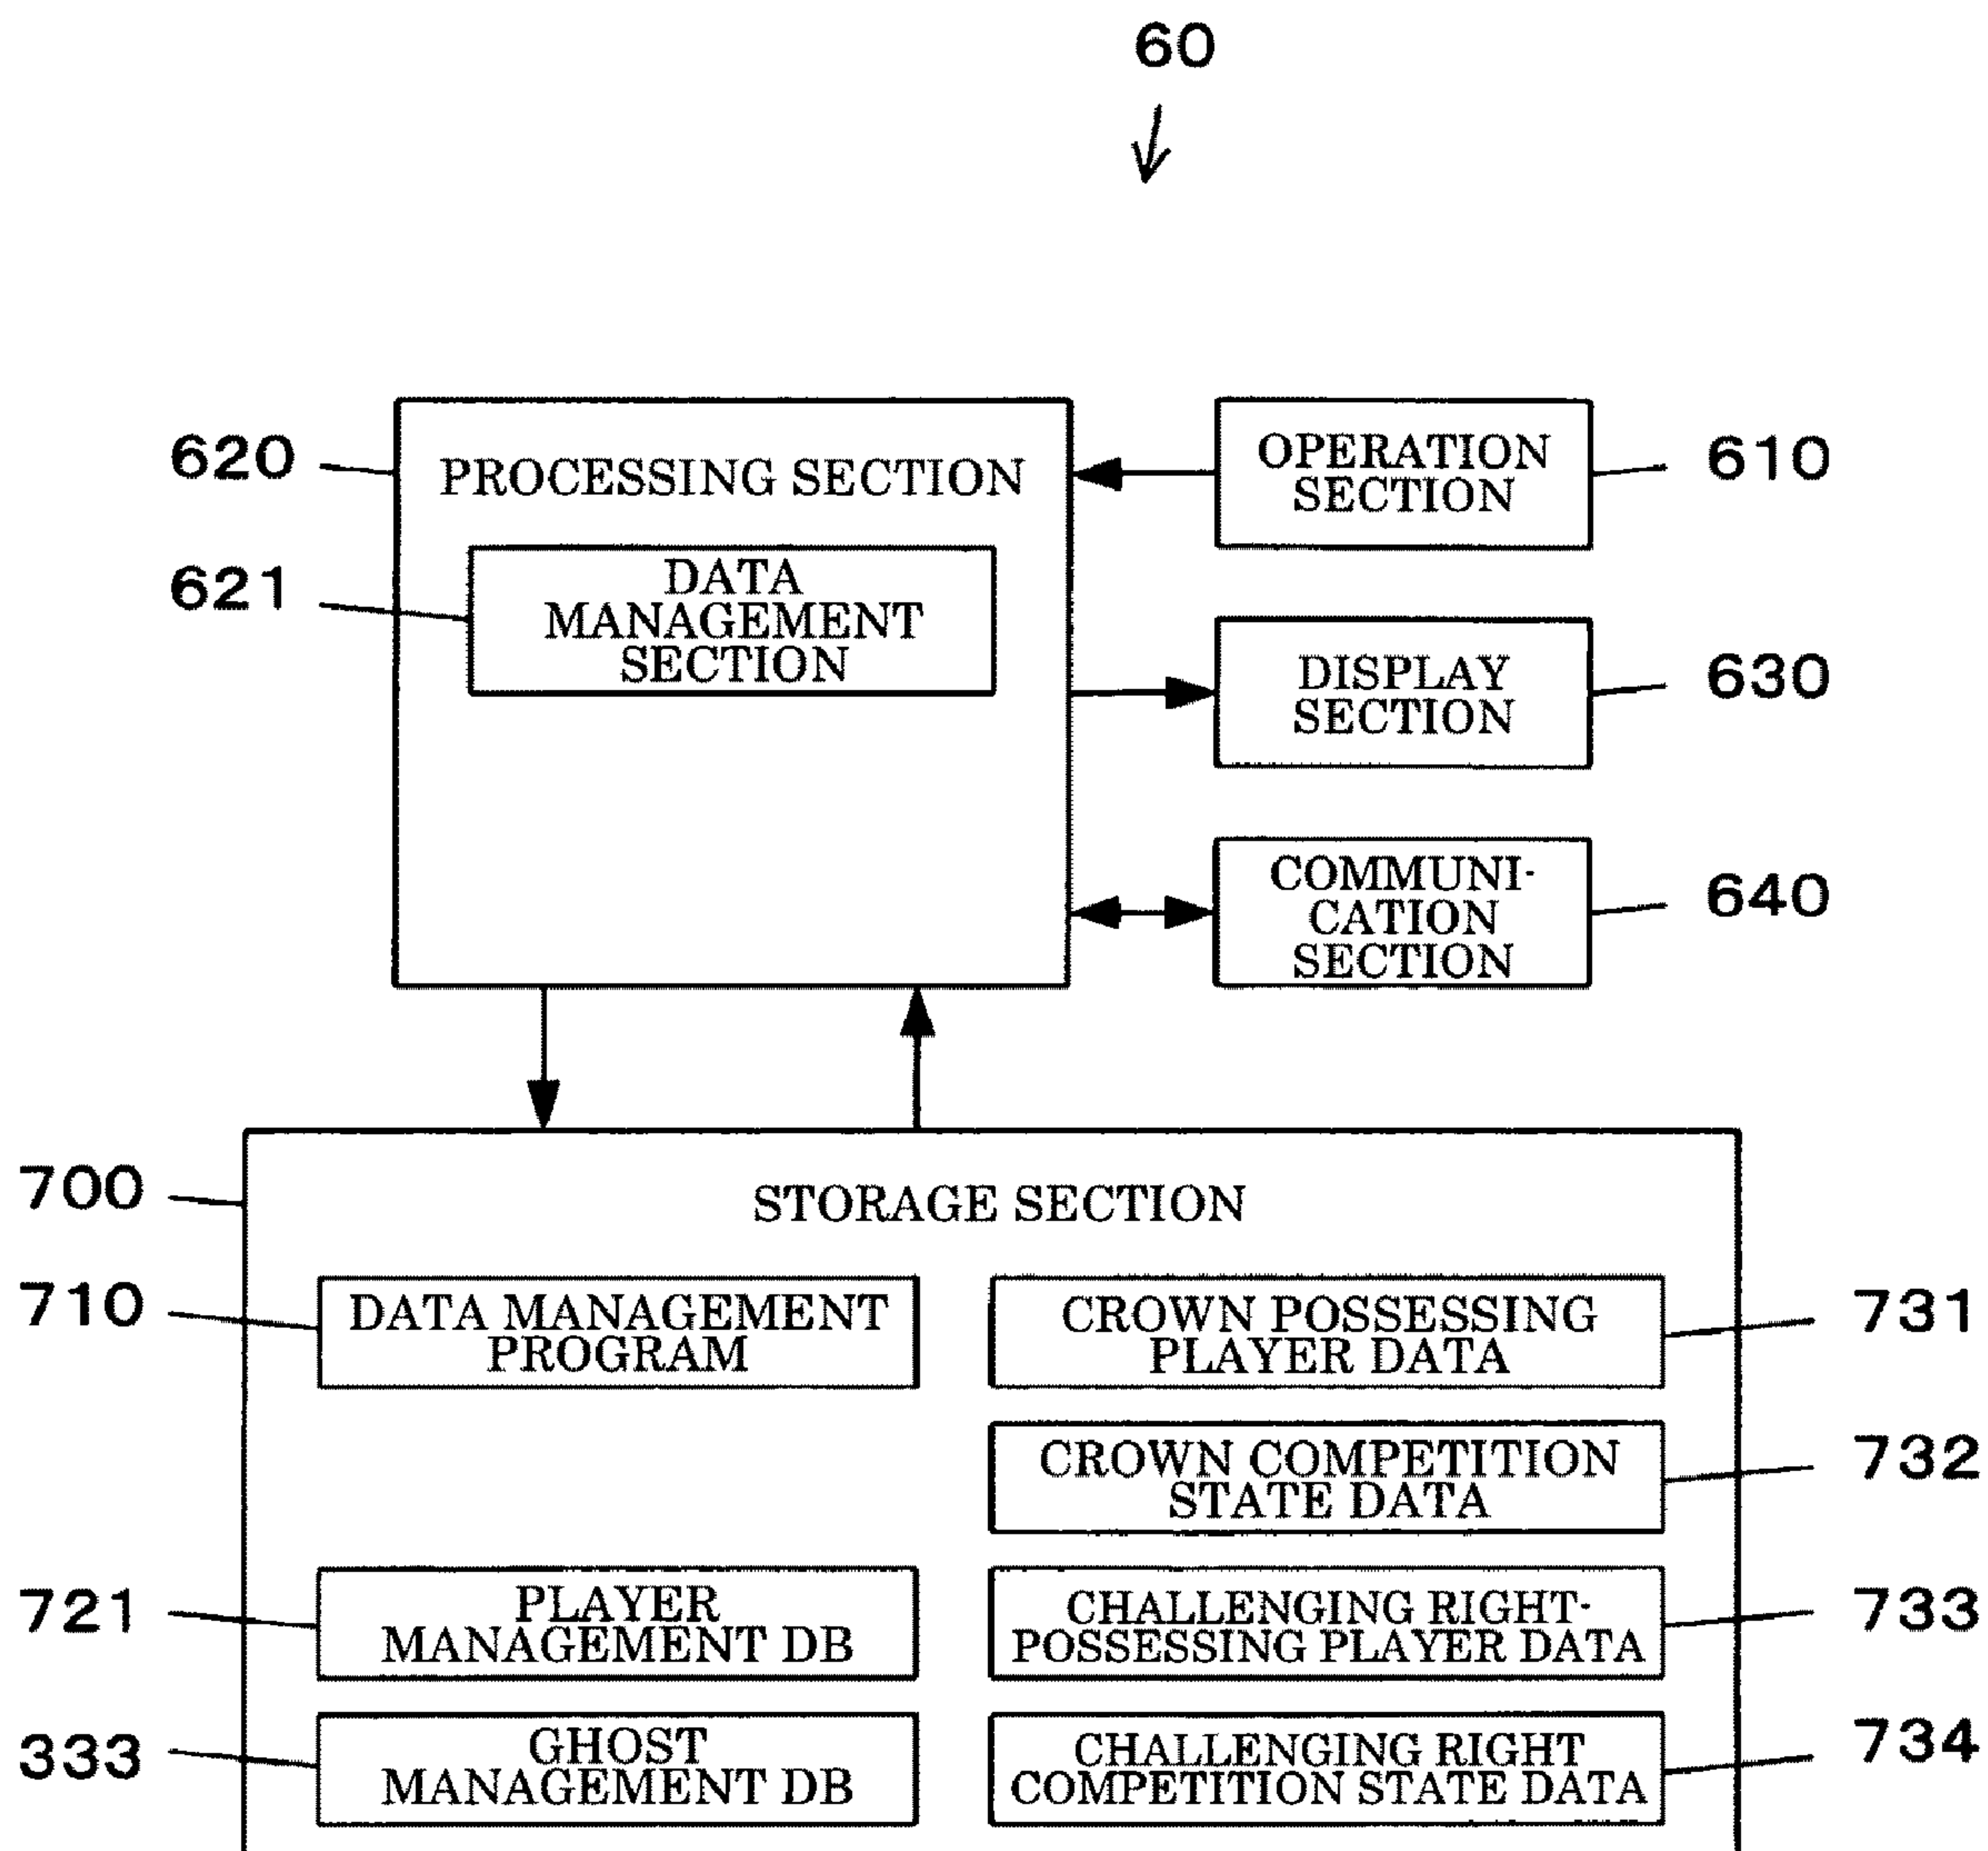 60
620
PROCESSING SECTION
621
DATA
MANAGEMENT
SECTION
OPERATION
SECTION
610
DISPLAY
SECTION
630
COMMUNI-
CATION
SECTION
640
700
STORAGE SECTION
710
DATA MANAGEMENT
PROGRAM
CROWN POSSESSING
PLAYER DATA
731
CROWN COMPETITION
STATE DATA
732
721
PLAYER
MANAGEMENT DB
CHALLENGING RIGHT-
POSSESSING PLAYER DATA
733
333
GHOST
MANAGEMENT DB
CHALLENGING RIGHT
COMPETITION STATE DATA
734